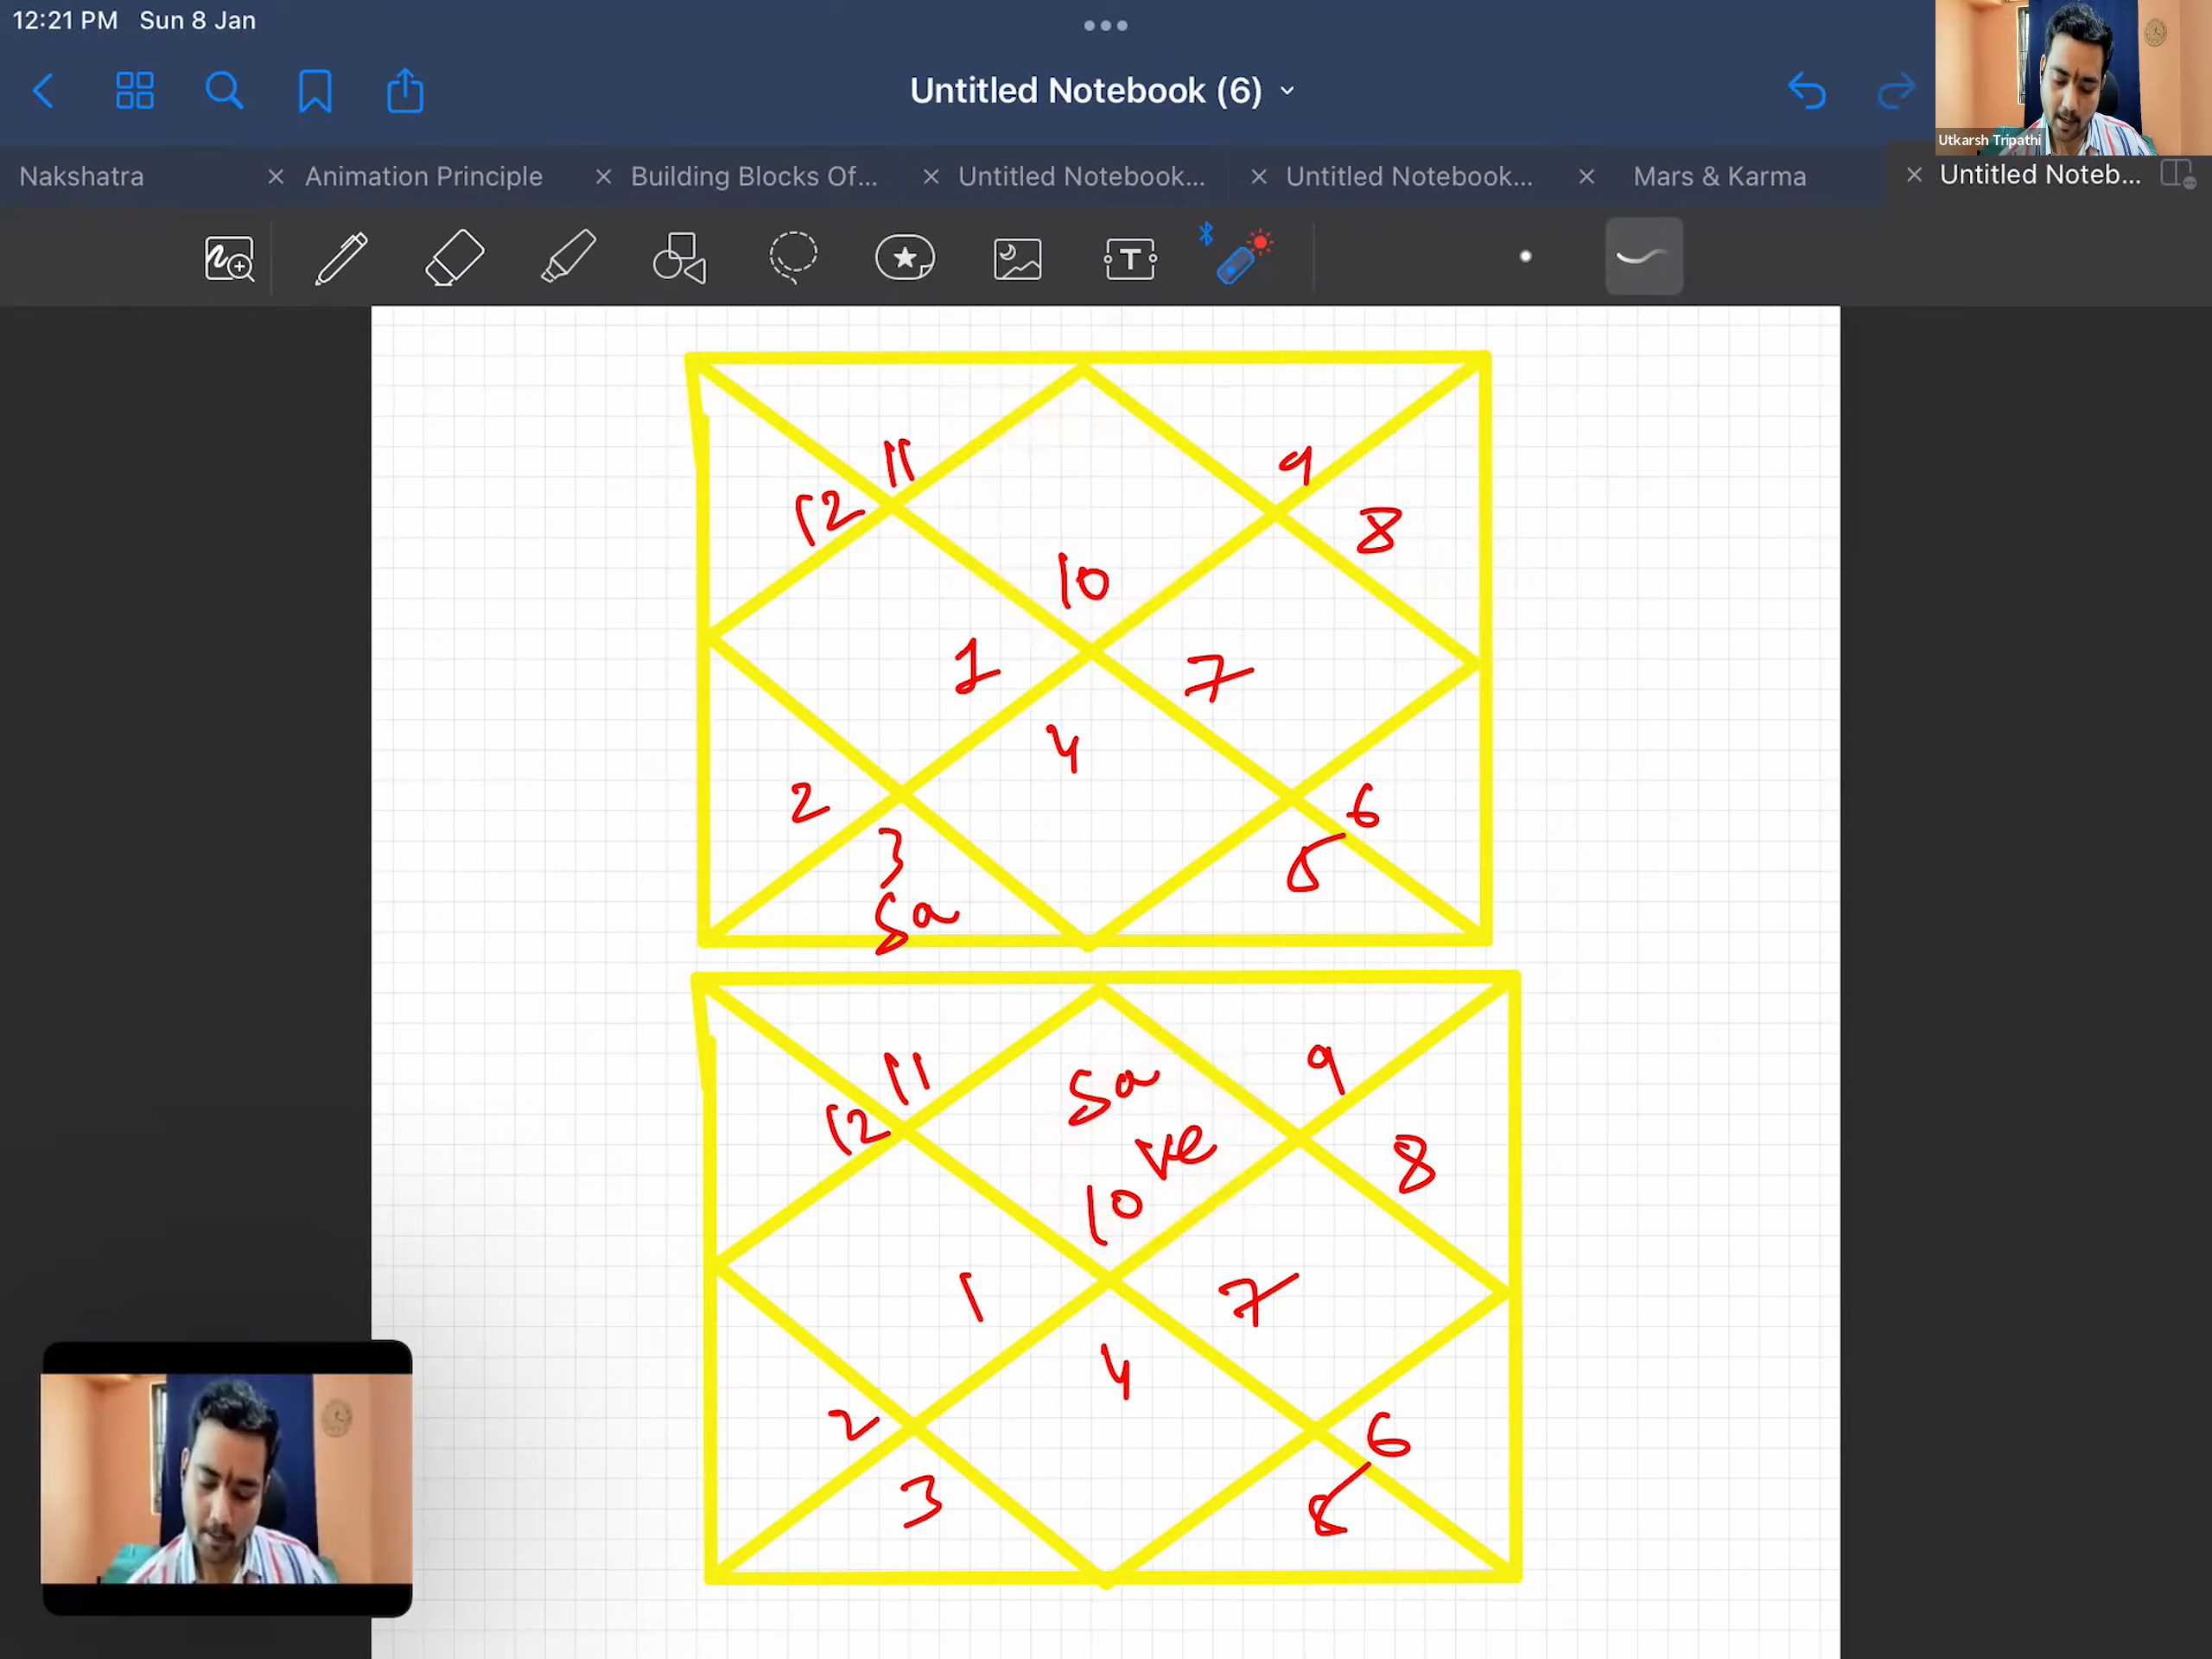 12:21 PM Sun 8 Jan
Untitled Notebook (6)
Utkarsh Tripathi
Nakshatra
Animation Principle
Building Blocks Of...
Untitled Notebook...
Untitled Notebook...
Mars & Karma
Untitled Noteb...
T
11
9
12
8
10
1
7
4
2
6
3
5
Sa
11
Sa
9
12
ve
8
10
1
7
4
2
6
3
5